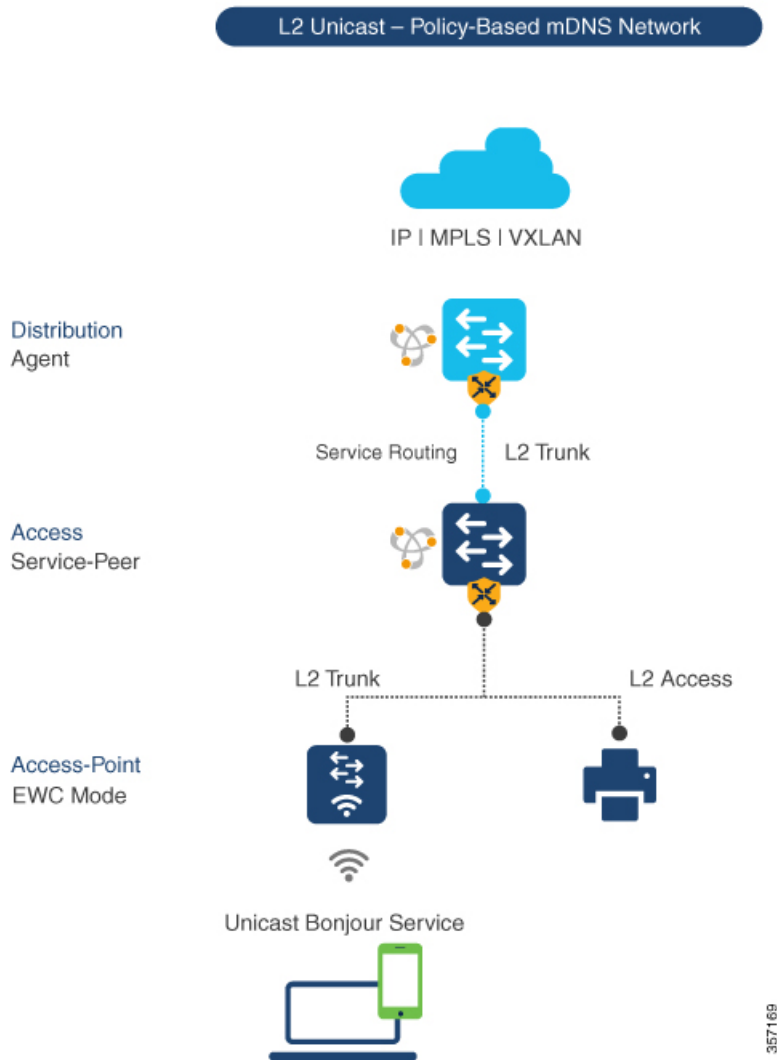 L2 Unicast – Policy-Based mDNS Network
IP | MPLS | VXLAN
Distribution
Agent
Service Routing
L2 Trunk
Access
Service-Peer
L2 Trunk
L2 Access
Access-Point
EWC Mode
Unicast Bonjour Service
357169